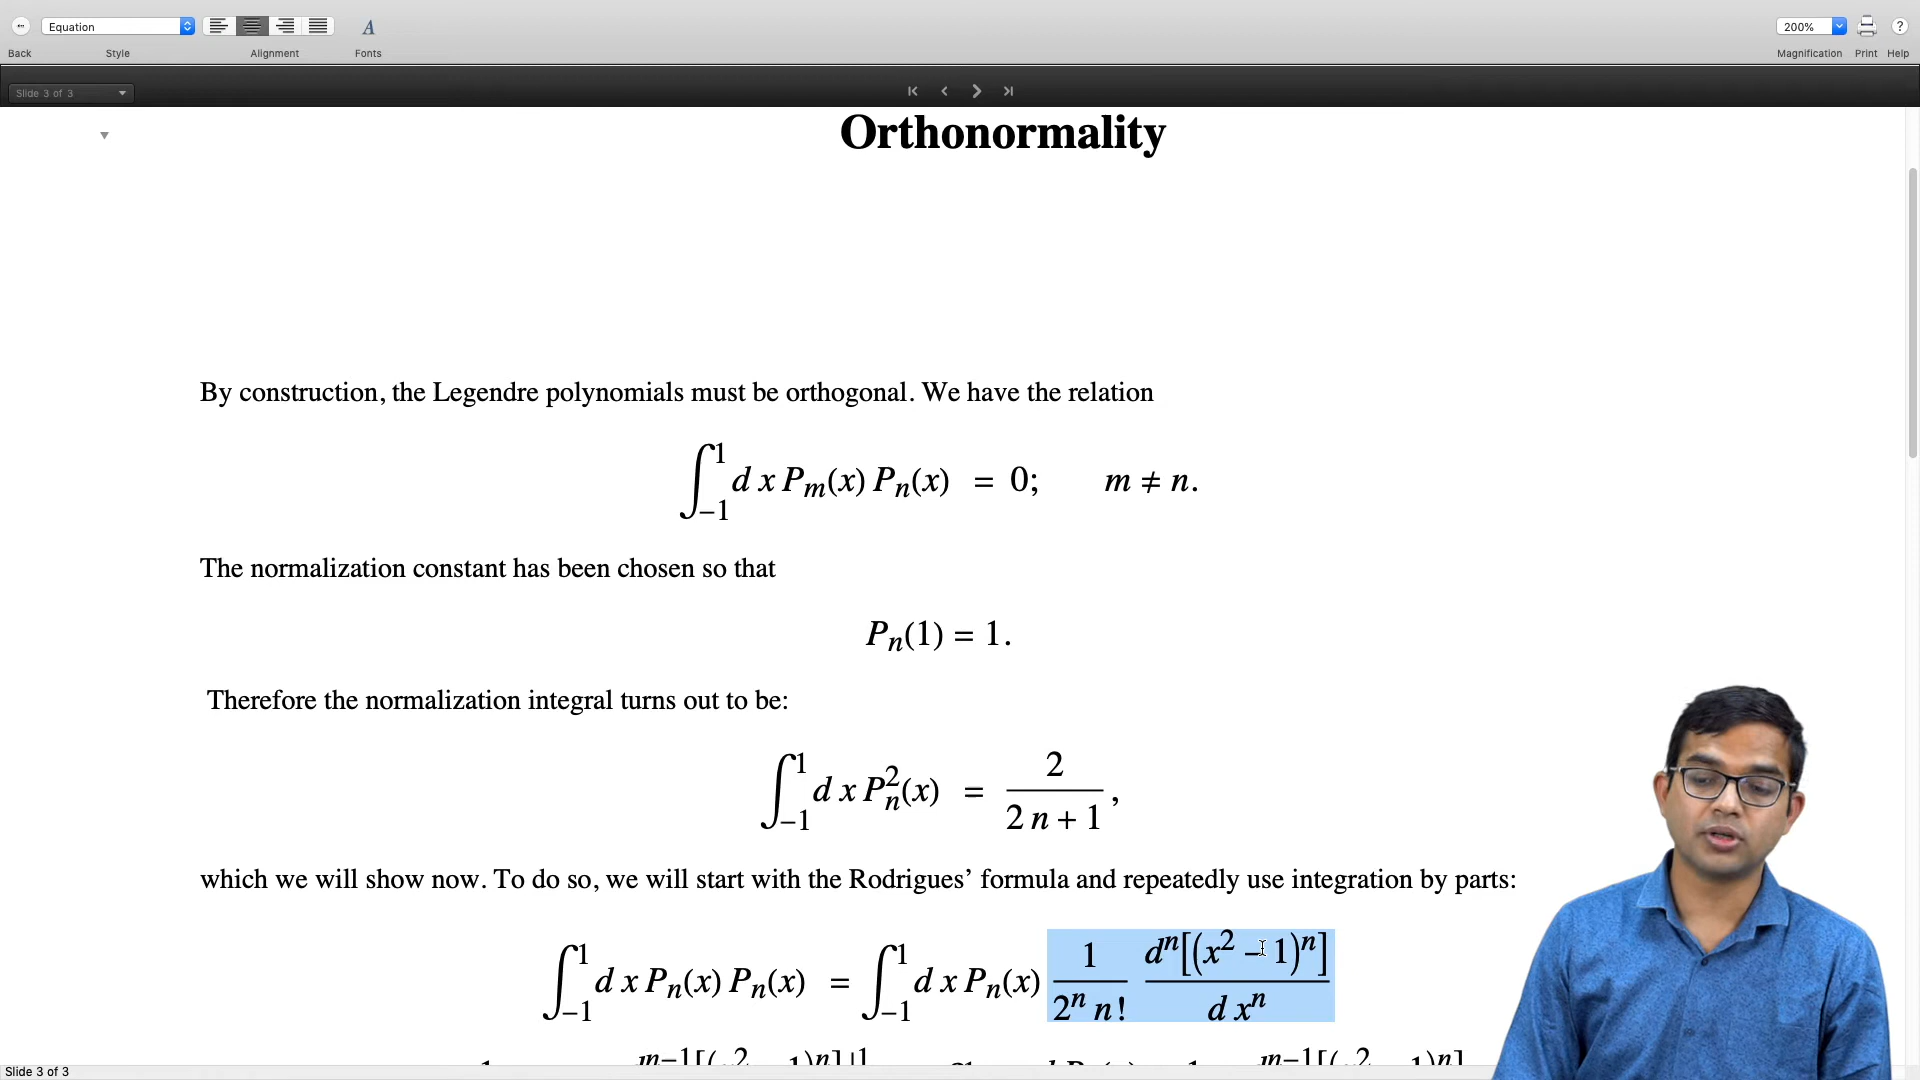 Equation
200%
Back
Style
Alignment
Fonts
Magnification
Print
Help
Slide 3 of 3
Orthonormality
By construction, the Legendre polynomials must be orthogonal. We have the relation
∫_{−1}^{1} d x P_m(x) P_n(x) = 0; m ≠ n.
The normalization constant has been chosen so that
P_n(1) = 1.
Therefore the normalization integral turns out to be:
∫_{−1}^{1} d x P_n^2(x) = 2 / (2 n + 1) ,
which we will show now. To do so, we will start with the Rodrigues’ formula and repeatedly use integration by parts:
∫_{−1}^{1} d x P_n(x) P_n(x) = ∫_{−1}^{1} d x P_n(x) 1 / (2^n n!) d^n[(x^2 − 1)^n] / d x^n
Slide 3 of 3